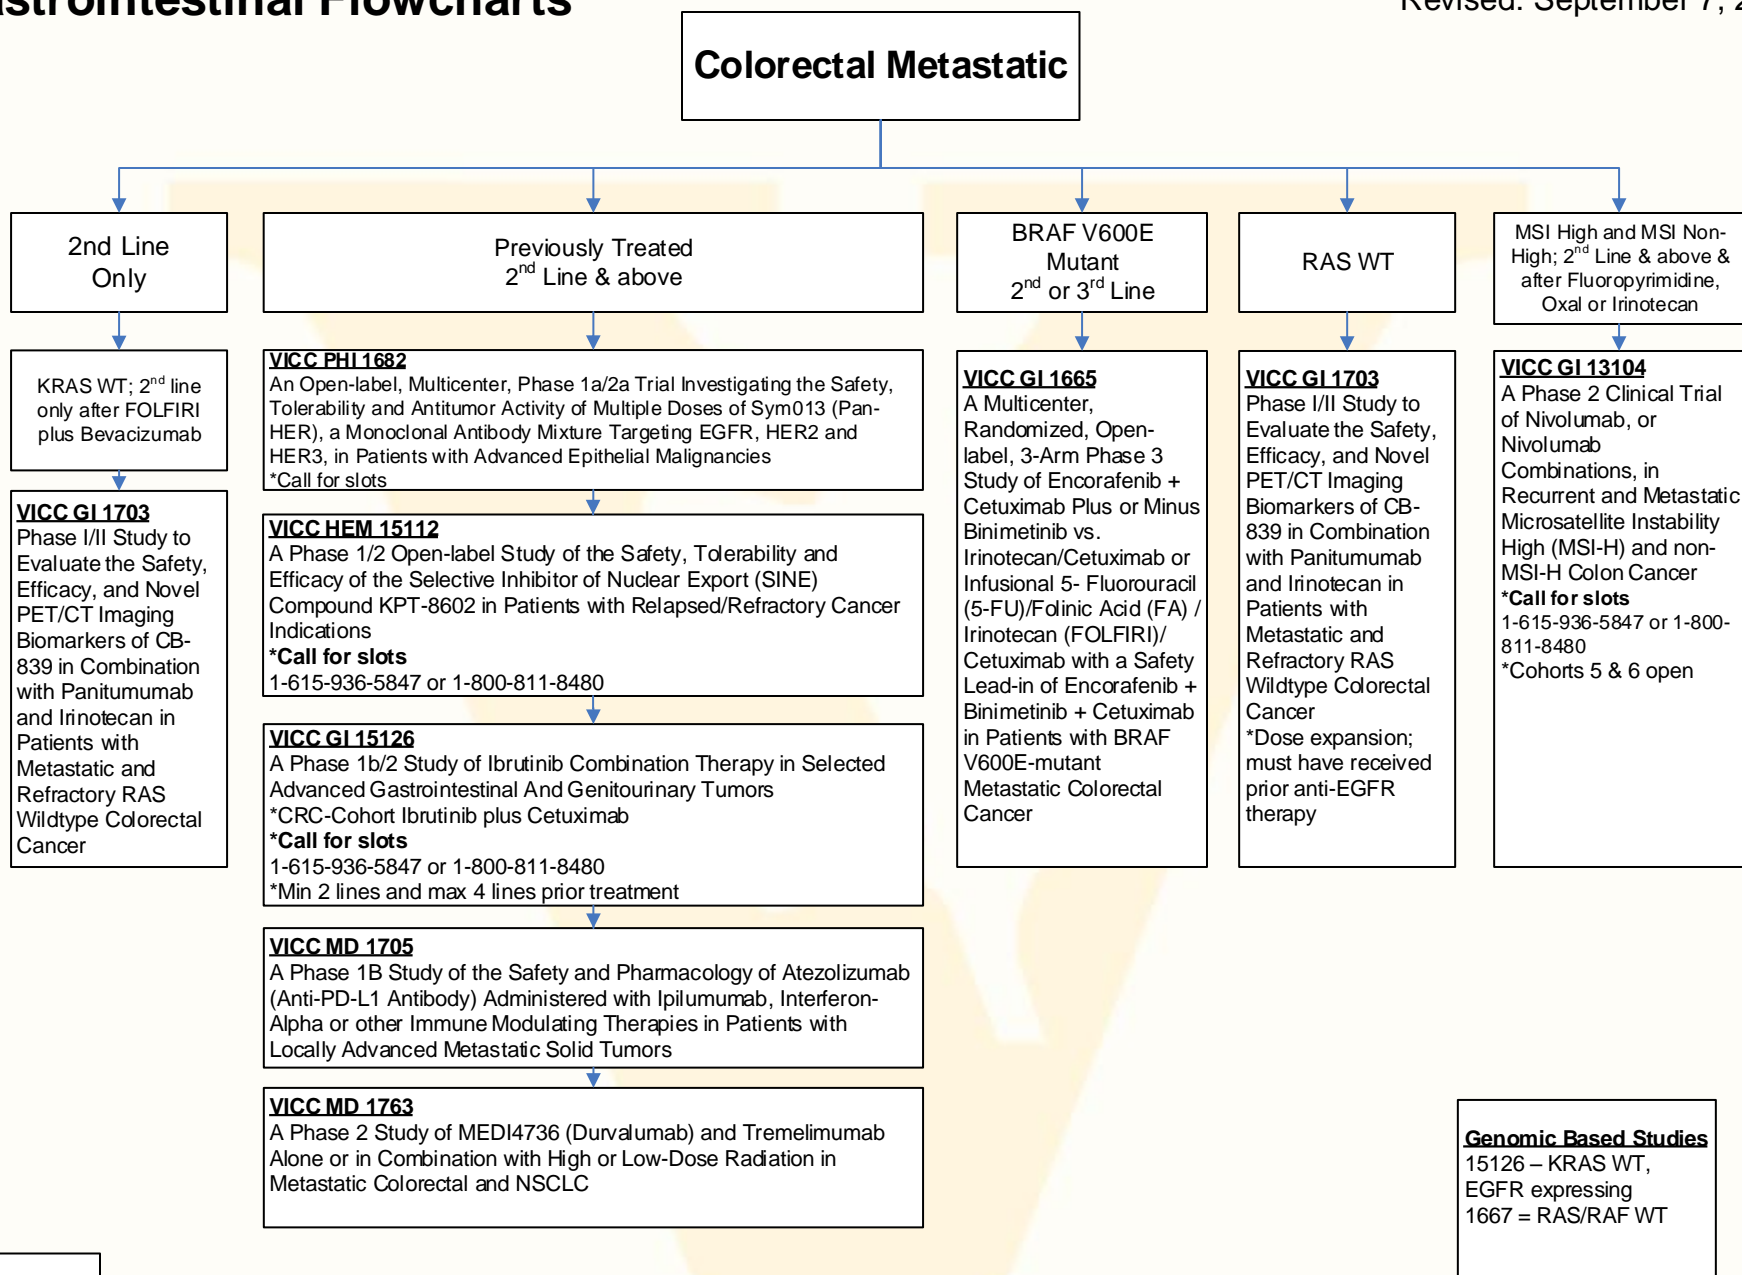 strointestinal Flowcharts
Revised: September 7, 2
Colorectal Metastatic
2nd Line
Only
Previously Treated
2nd Line & above
BRAF V600E
Mutant
2nd or 3rd Line
RAS WT
MSI High and MSI Non-
High; 2nd Line & above &
after Fluoropyrimidine,
Oxal or Irinotecan
KRAS WT; 2nd line
only after FOLFIRI
plus Bevacizumab
VICC GI 1703
Phase I/II Study to
Evaluate the Safety,
Efficacy, and Novel
PET/CT Imaging
Biomarkers of CB-
839 in Combination
with Panitumumab
and Irinotecan in
Patients with
Metastatic and
Refractory RAS
Wildtype Colorectal
Cancer
VICC PHI 1682
An Open-label, Multicenter, Phase 1a/2a Trial Investigating the Safety,
Tolerability and Antitumor Activity of Multiple Doses of Sym013 (Pan-
HER), a Monoclonal Antibody Mixture Targeting EGFR, HER2 and
HER3, in Patients with Advanced Epithelial Malignancies
*Call for slots
VICC HEM 15112
A Phase 1/2 Open-label Study of the Safety, Tolerability and
Efficacy of the Selective Inhibitor of Nuclear Export (SINE)
Compound KPT-8602 in Patients with Relapsed/Refractory Cancer
Indications
*Call for slots
1-615-936-5847 or 1-800-811-8480
VICC GI 15126
A Phase 1b/2 Study of Ibrutinib Combination Therapy in Selected
Advanced Gastrointestinal And Genitourinary Tumors
*CRC-Cohort Ibrutinib plus Cetuximab
*Call for slots
1-615-936-5847 or 1-800-811-8480
*Min 2 lines and max 4 lines prior treatment
VICC MD 1705
A Phase 1B Study of the Safety and Pharmacology of Atezolizumab
(Anti-PD-L1 Antibody) Administered with Ipilumumab, Interferon-
Alpha or other Immune Modulating Therapies in Patients with
Locally Advanced Metastatic Solid Tumors
VICC MD 1763
A Phase 2 Study of MEDI4736 (Durvalumab) and Tremelimumab
Alone or in Combination with High or Low-Dose Radiation in
Metastatic Colorectal and NSCLC
VICC GI 1665
A Multicenter,
Randomized, Open-
label, 3-Arm Phase 3
Study of Encorafenib +
Cetuximab Plus or Minus
Binimetinib vs.
Irinotecan/Cetuximab or
Infusional 5- Fluorouracil
(5-FU)/Folinic Acid (FA) /
Irinotecan (FOLFIRI)/
Cetuximab with a Safety
Lead-in of Encorafenib +
Binimetinib + Cetuximab
in Patients with BRAF
V600E-mutant
Metastatic Colorectal
Cancer
VICC GI 1703
Phase I/II Study to
Evaluate the Safety,
Efficacy, and Novel
PET/CT Imaging
Biomarkers of CB-
839 in Combination
with Panitumumab
and Irinotecan in
Patients with
Metastatic and
Refractory RAS
Wildtype Colorectal
Cancer
*Dose expansion;
must have received
prior anti-EGFR
therapy
VICC GI 13104
A Phase 2 Clinical Trial
of Nivolumab, or
Nivolumab
Combinations, in
Recurrent and Metastatic
Microsatellite Instability
High (MSI-H) and non-
MSI-H Colon Cancer
*Call for slots
1-615-936-5847 or 1-800-
811-8480
*Cohorts 5 & 6 open
Genomic Based Studies
15126 – KRAS WT,
EGFR expressing
1667 = RAS/RAF WT